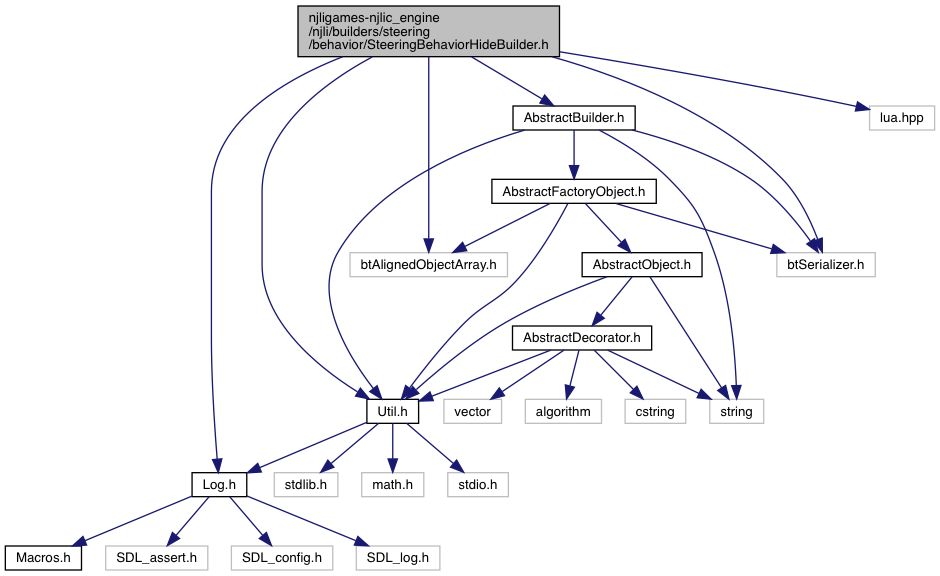 njligames-njlic_engine
/njli/builders/steering
/behavior/SteeringBehaviorHideBuilder.h
AbstractBuilder.h
lua.hpp
AbstractFactoryObject.h
btAlignedObjectArray.h
AbstractObject.h
btSerializer.h
AbstractDecorator.h
Util.h
vector
algorithm
cstring
string
Log.h
stdlib.h
math.h
stdio.h
Macros.h
SDL_assert.h
SDL_config.h
SDL_log.h